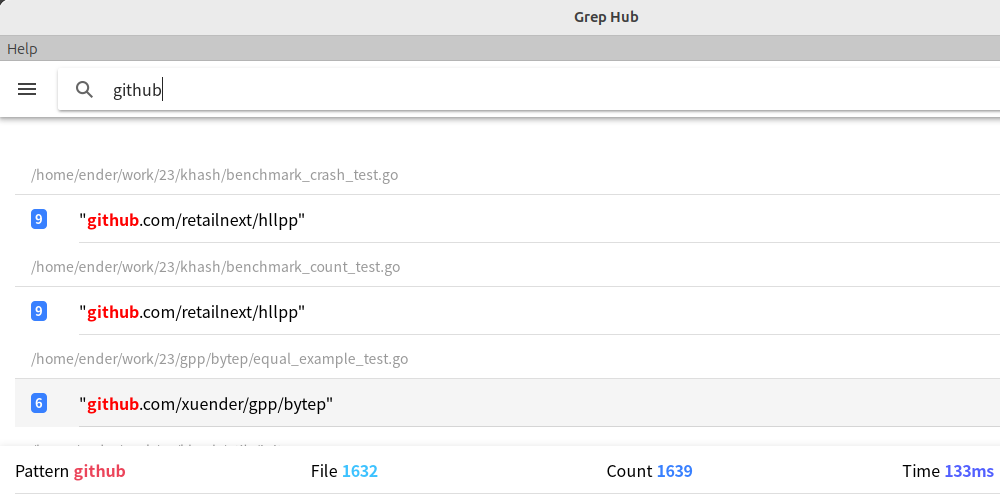 Grep Hub
Help
github
/home/ender/work/23/khash/benchmark_crash_test.go
9 "github.com/retailnext/hllpp"
/home/ender/work/23/khash/benchmark_count_test.go
9 "github.com/retailnext/hllpp"
/home/ender/work/23/gpp/bytep/equal_example_test.go
6 "github.com/xuender/gpp/bytep"
Pattern github File 1632 Count 1639 Time 133ms